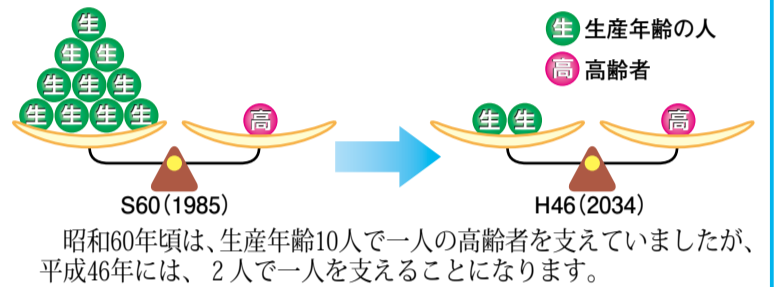 生
生 生
生 生 生
生 生 生 生
高
生 生産年齢の人
高 高齢者
生 生
高
S60(1985)
H46(2034)
昭和60年頃は、生産年齢10人で一人の高齢者を支えていましたが、
平成46年には、2人で一人を支えることになります。